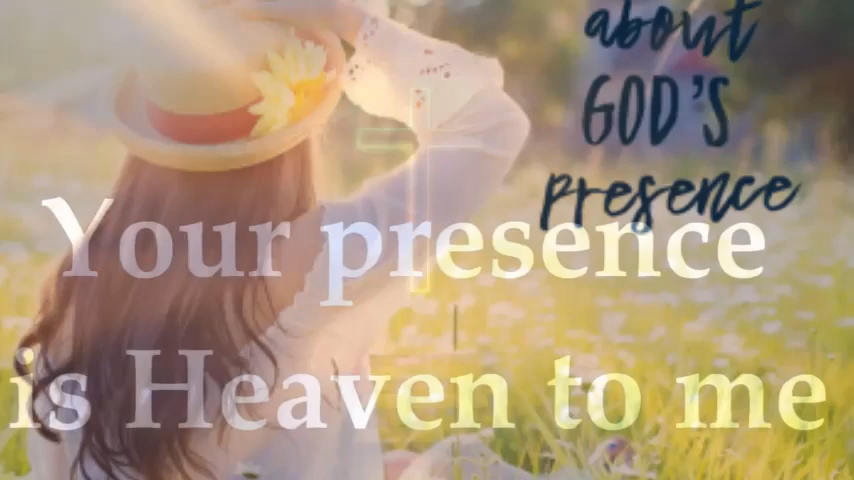 about
GOD'S
presence
Your presence
is Heaven to me